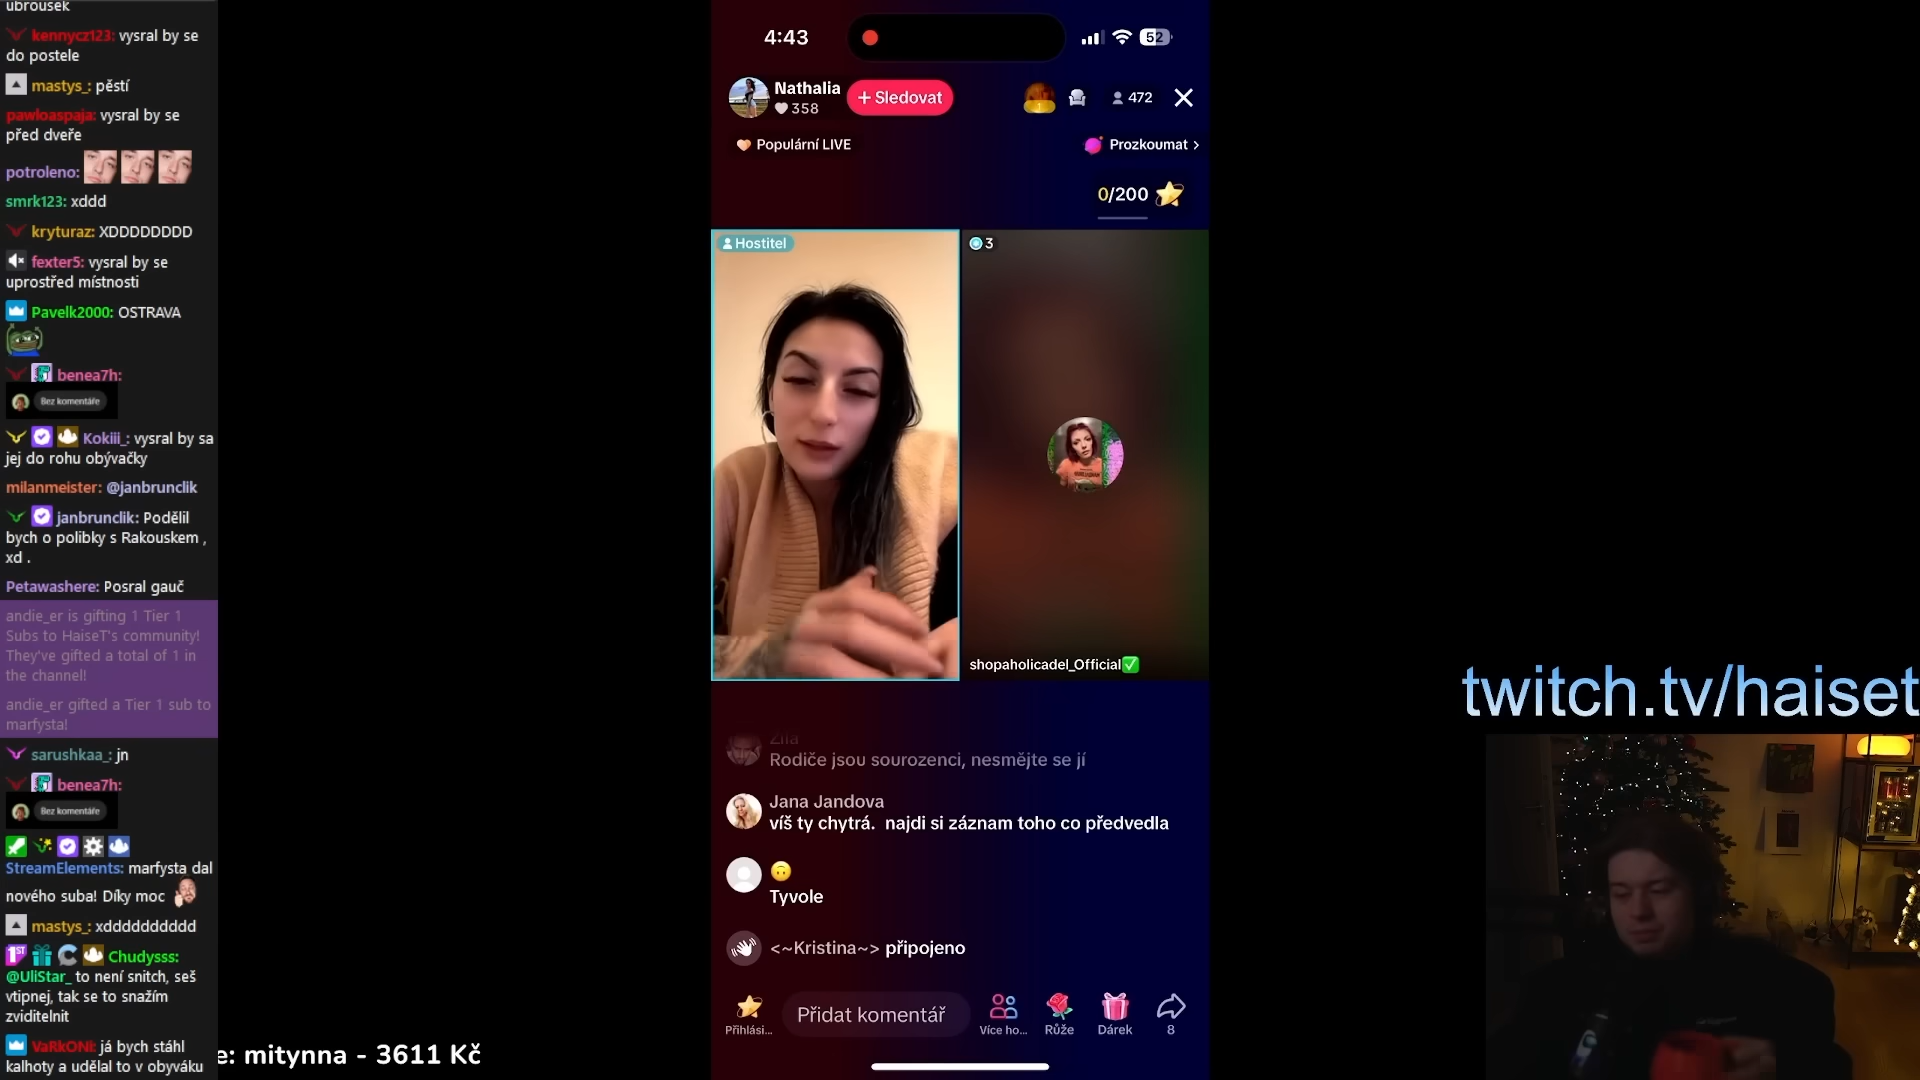 ubrousek
kennycz123: vysral by se
do postele
mastys_: pěstí
pawloaspaja: vysral by se
před dveře
potroleno:
smrk123: xddd
kryturaz: XDDDDDDDD
fexter5: vysral by se
uprostřed místnosti
Pavelk2000: OSTRAVA
benea7h:
Bez komentáře
Kokiii_: vysral by sa
jej do rohu obývačky
milanmeister: @janbrunclik
janbrunclik: Podělil
bych o polibky s Rakouskem ,
xd .
Petawashere: Posral gauč
andie_er is gifting 1 Tier 1
Subs to HaiseT's community!
They've gifted a total of 1 in
the channel!
andie_er gifted a Tier 1 sub to
marfysta!
sarushkaa_: jn
benea7h:
Bez komentáře
StreamElements: marfysta dal
nového suba! Díky moc
mastys_: xdddddddddd
1ST Chudysss:
@UliStar_ to není snitch, seš
vtipnej, tak se to snažím
zviditelnit
VaRkONi: já bych stáhl
kalhoty a udělal to v obyváku
e: mitynna - 3611 Kč
4:43
52
Nathalia
358
+ Sledovat
472
Populární LIVE
Prozkoumat >
0/200
Hostitel
3
shopaholicadel_Official
Zíla
Rodiče jsou sourozenci, nesmějte se jí
Jana Jandova
víš ty chytrá. najdi si záznam toho co předvedla
🙃
Tyvole
<~Kristina~> připojeno
Přihlási...
Přidat komentář
Více ho...
Růže
Dárek
8
twitch.tv/haiset